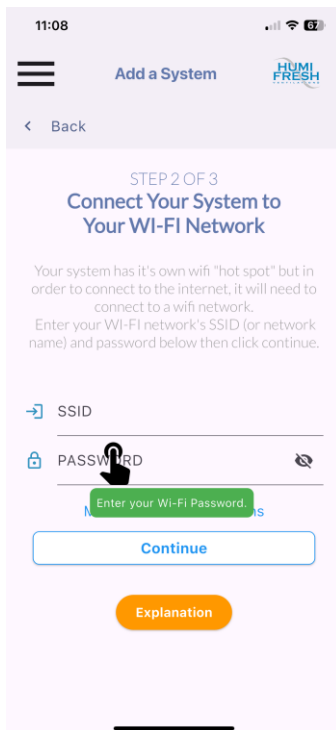 11:08
67
Add a System
HUMI
FRESH
Back
STEP 2 OF 3
Connect Your System to
Your WI-FI Network
Your system has it's own wifi "hot spot" but in
order to connect to the internet, it will need to
connect to a wifi network.
Enter your WI-FI network's SSID (or network
name) and password below then click continue.
SSID
PASSWORD
Enter your Wi-Fi Password.
Continue
Explanation